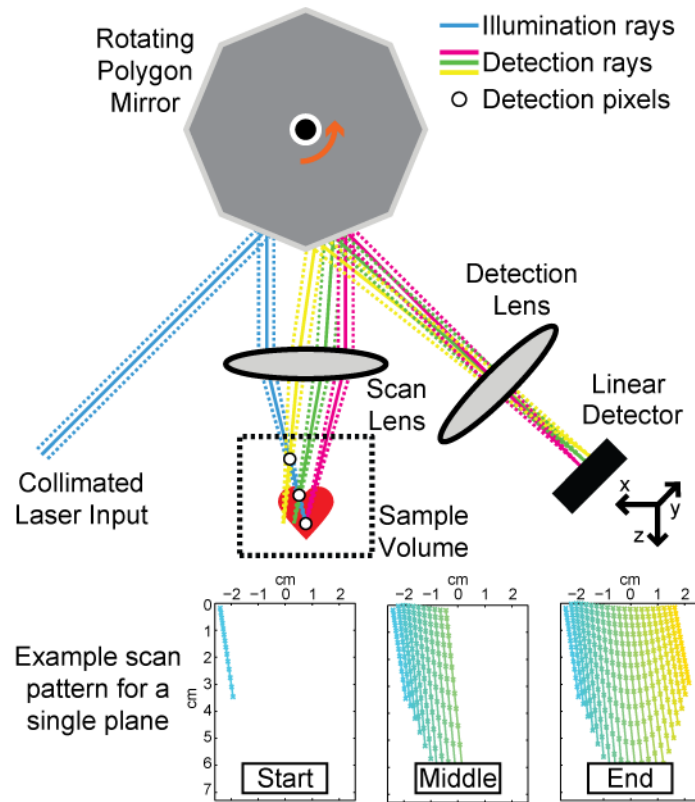 Rotating
Polygon
Mirror
Illumination rays
Detection rays
Detection pixels
Detection
Lens
Scan
Lens
Linear
Detector
Collimated
Laser Input
Sample
Volume
x
y
z
cm
cm
cm
−2 −1 0 1 2
−2 −1 0 1 2
−2 −1 0 1 2
0
1
2
3
4
5
6
7
cm
Example scan
pattern for a
single plane
Start
Middle
End